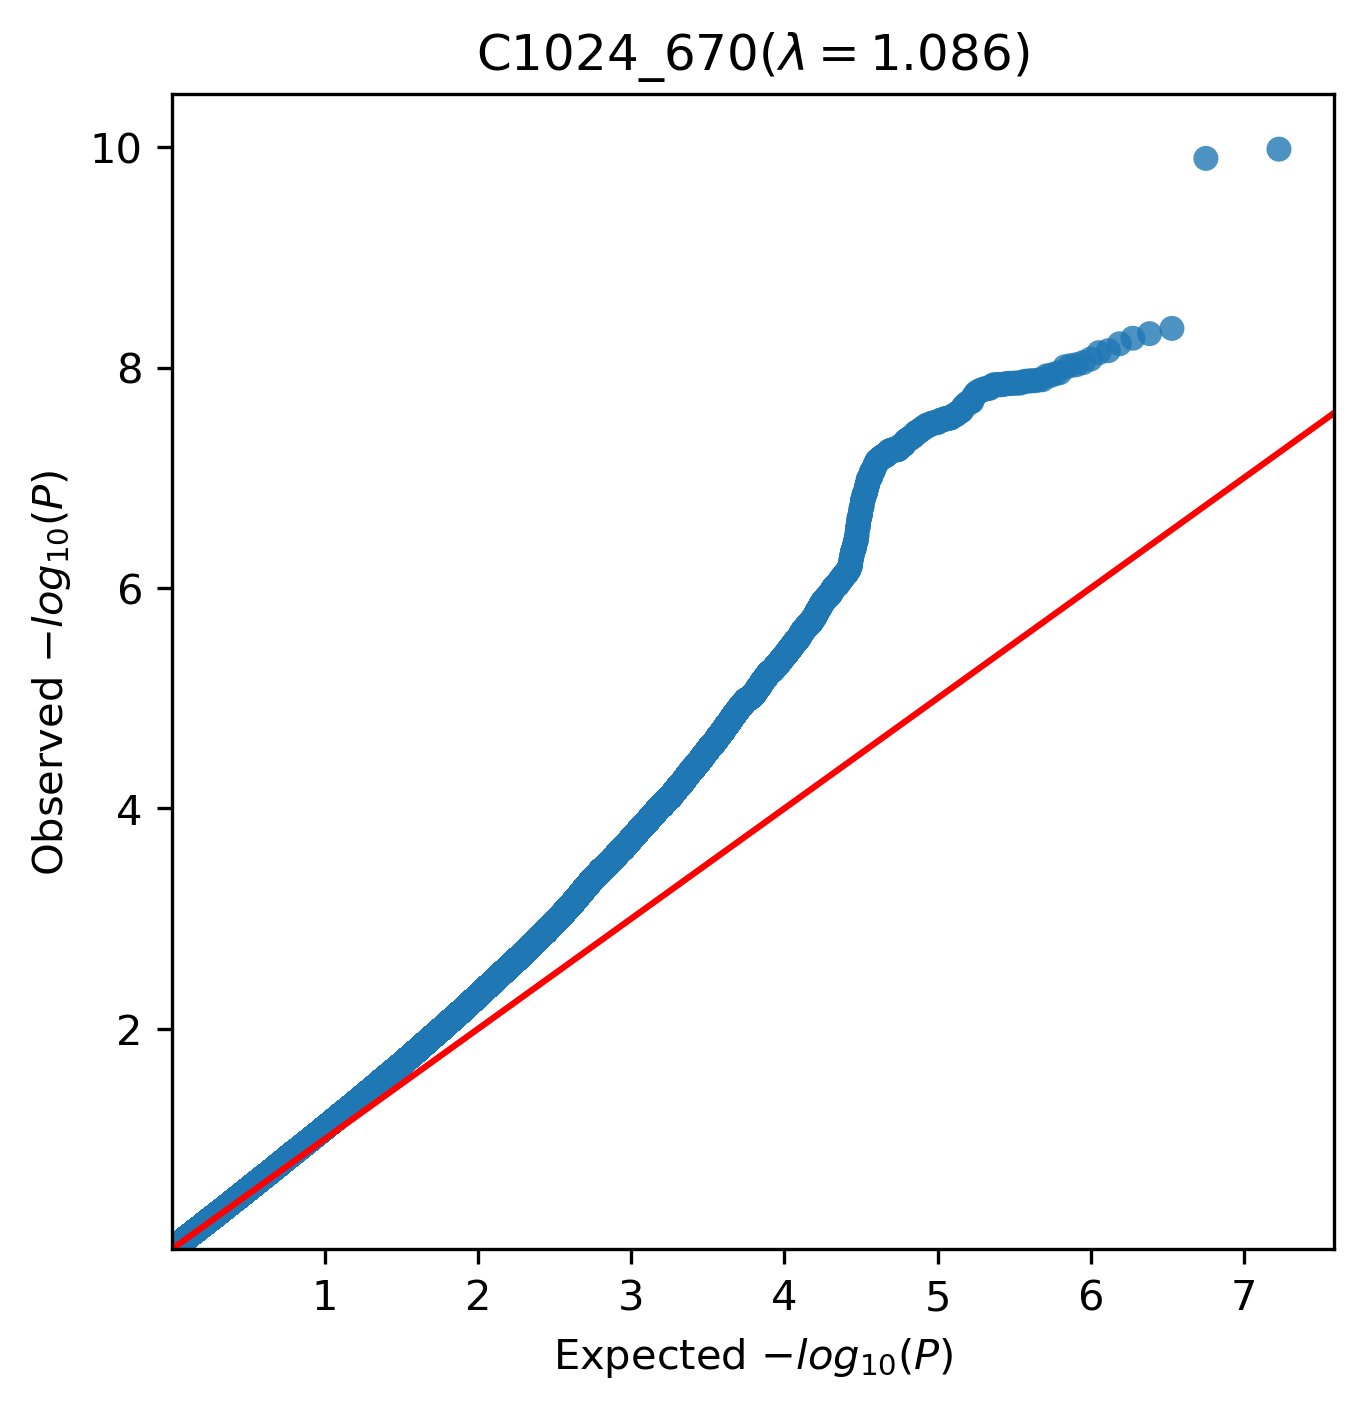 C1024_670(λ = 1.086)
10
8
6
4
2
Observed −log₁₀(P)
1 2 3 4 5 6 7
Expected −log₁₀(P)